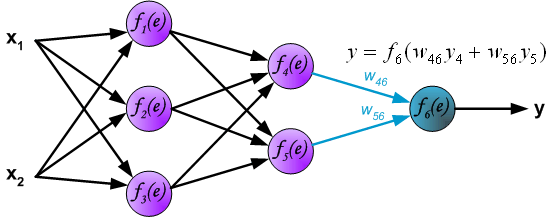 y = f₆(w₄₆y₄ + w₅₆y₅)
x₁
x₂
f₁(e)
f₂(e)
f₃(e)
f₄(e)
f₅(e)
w₄₆
w₅₆
f₆(e)
y